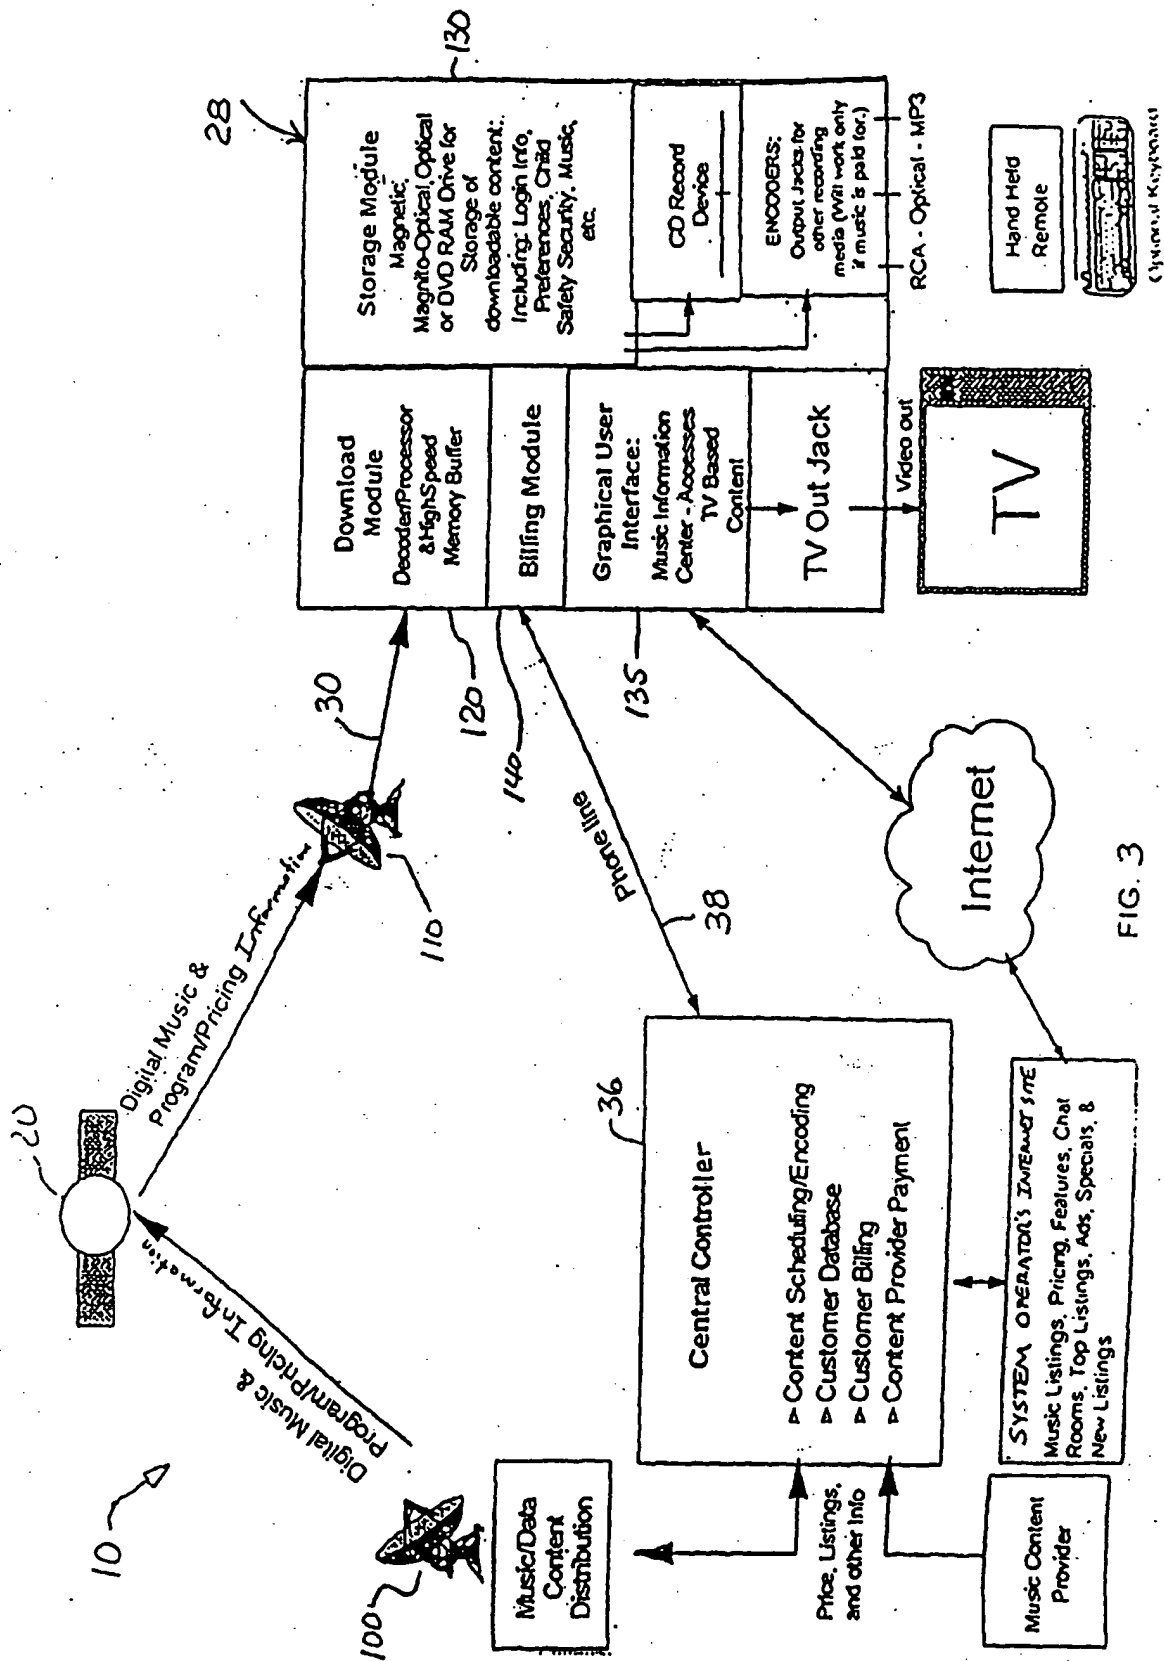 10
20
Digital Music &
Program/Pricing Information
Digital Music &
Program/Pricing Information
100
110
30
Music/Data
Content
Distribution
28
130
Download
Module
Decoder/Processor
& High Speed
Memory Buffer
120
Storage Module
Magnetic,
Magnito-Optical, Optical
or DVD RAM Drive for
Storage of
downloadable content:
Including: Login Info,
Preferences, Child
Safety Security, Music,
etc.
140
Billing Module
135
Graphical User
Interface:
Music Information
Center - Accesses
TV Based
Content
TV Out Jack
CD Record
Device
ENCODERS:
Output Jacks for
other recording
media (Will work only
if music is paid for.)
RCA - Optical - MP3
Video out
TV
Hand Held
Remote
Optional Keyboard
Phone line
38
36
Central Controller
Content Scheduling/Encoding
Customer Database
Customer Billing
Content Provider Payment
Price, Listings,
and other Info
Music Content
Provider
SYSTEM OPERATOR'S INTERNET SITE
Music Listings, Pricing, Features, Chat
Rooms, Top Listings, Ads, Specials, &
New Listings
Internet
FIG. 3